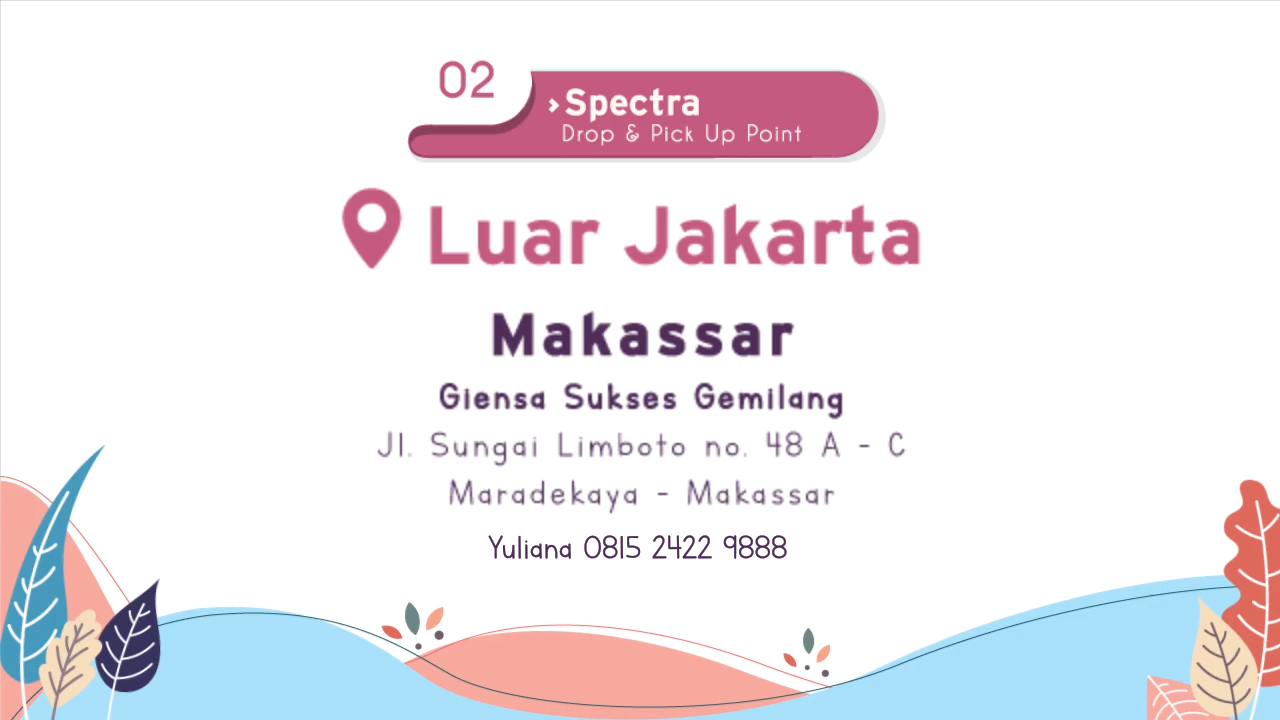 02
Spectra
Drop & Pick Up Point
Luar Jakarta
Makassar
Giensa Sukses Gemilang
Jl. Sungai Limboto no. 48 A - C
Maradekaya - Makassar
Yuliana 0815 2422 9888